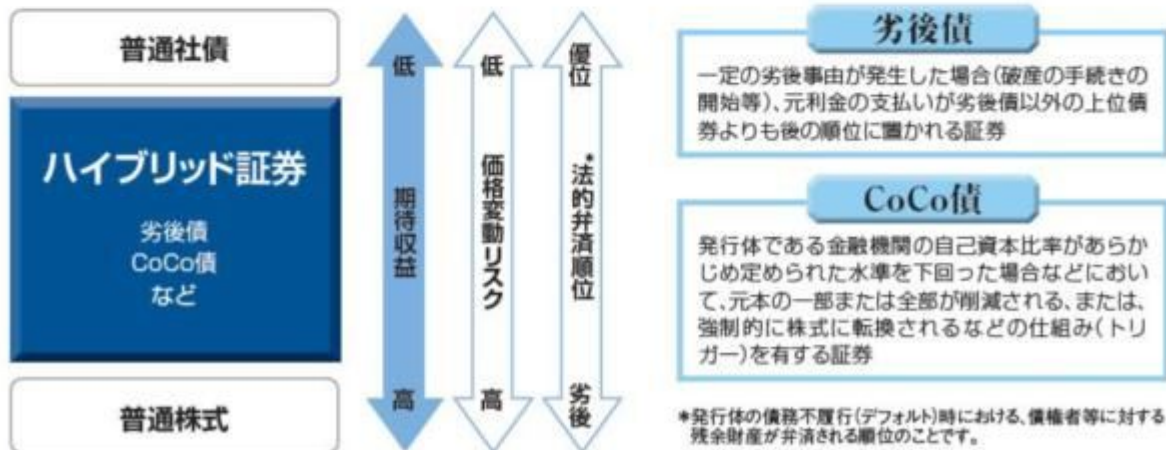 普通社債
ハイブリッド証券
劣後債
CoCo債
など
普通株式
低
期待収益
高
低
価格変動リスク
高
優位
*法的弁済順位
劣後
劣後債
一定の劣後事由が発生した場合(破産の手続きの
開始等)、元利金の支払いが劣後債以外の上位債
券よりも後の順位に置かれる証券
CoCo債
発行体である金融機関の自己資本比率があらか
じめ定められた水準を下回った場合などにおい
て、元本の一部または全部が削減される、または、
強制的に株式に転換されるなどの仕組み(トリ
ガー)を有する証券
*発行体の債務不履行(デフォルト)時における、債権者等に対する
残余財産が弁済される順位のことです。